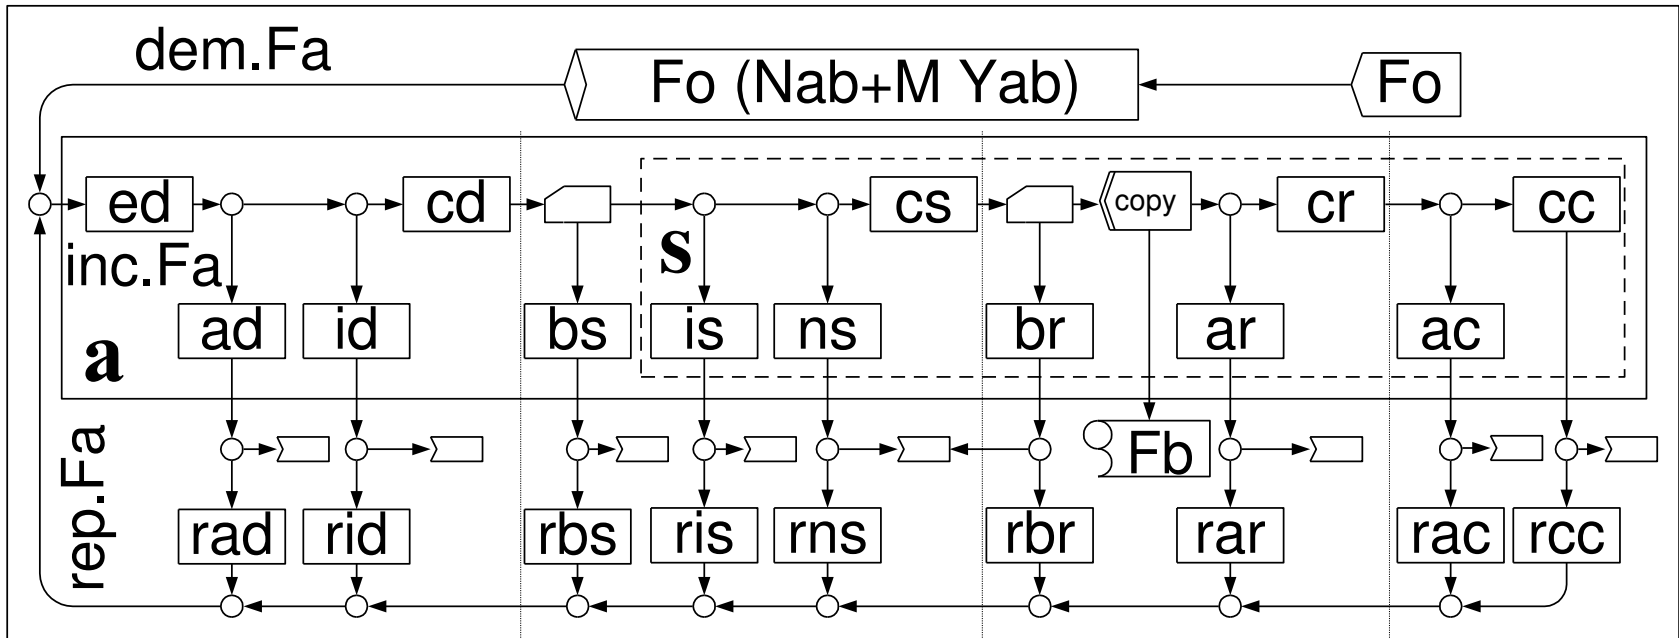 dem.Fa
Fo (Nab+M Yab)
Fo
ed
cd
cs
copy
cr
cc
inc.Fa
s
a
ad
id
bs
is
ns
br
ar
ac
rep.Fa
Fb
rad
rid
rbs
ris
rns
rbr
rar
rac
rcc